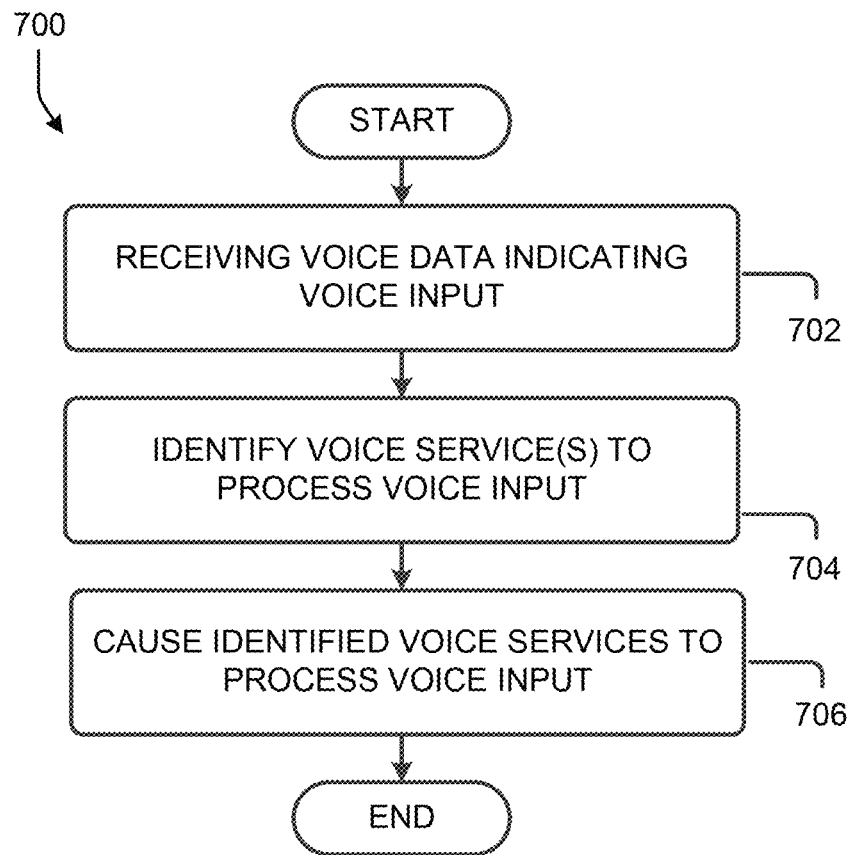 700
START
RECEIVING VOICE DATA INDICATING
VOICE INPUT
702
IDENTIFY VOICE SERVICE(S) TO
PROCESS VOICE INPUT
704
CAUSE IDENTIFIED VOICE SERVICES TO
PROCESS VOICE INPUT
706
END